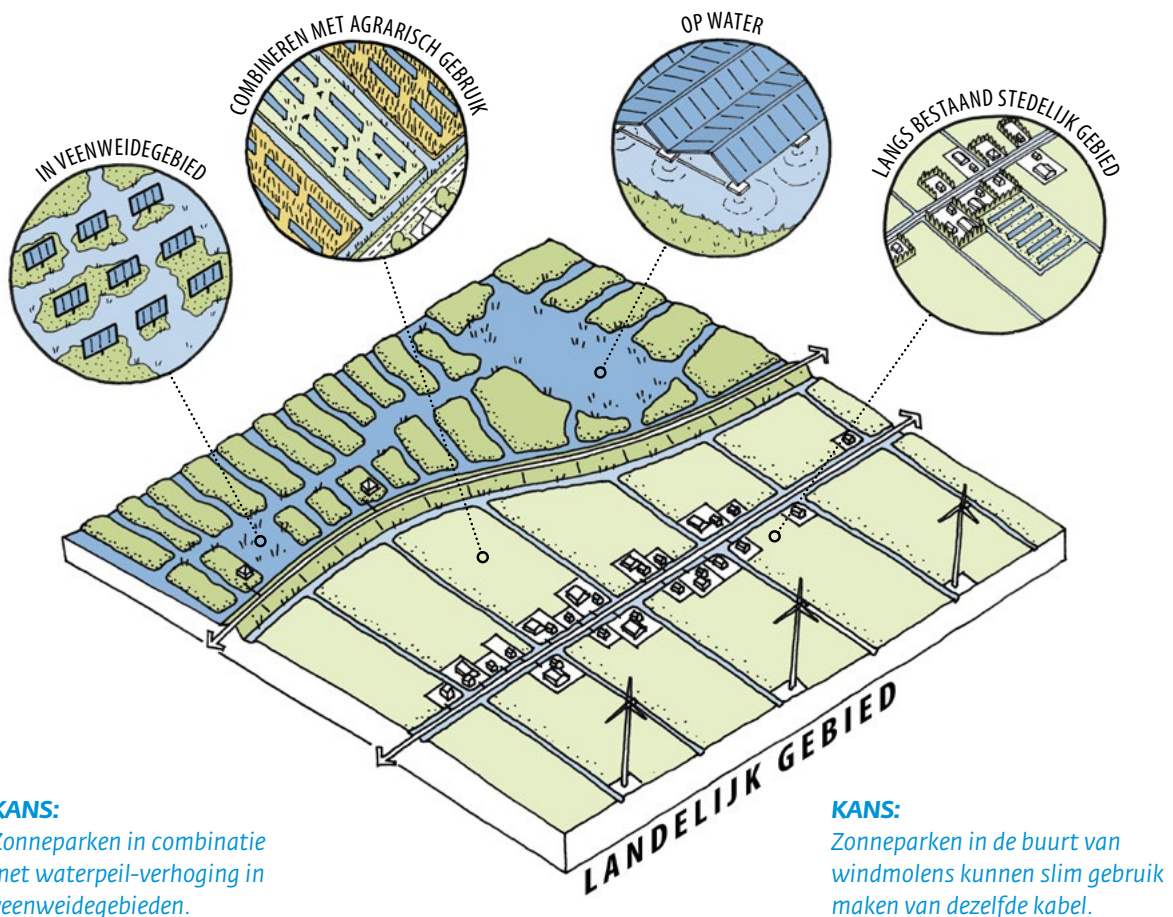 OP WATER
COMBINEREN MET AGRARISCH GEBRUIK
IN VEENWEIDEGEBIED
LANGS BESTAAND STEDELIJK GEBIED
LANDELIJK GEBIED
KANS:
Zonneparken in combinatie
met waterpeil-verhoging in
veenweidegebieden.
KANS:
Zonneparken in de buurt van
windmolens kunnen slim gebruik
maken van dezelfde kabel.